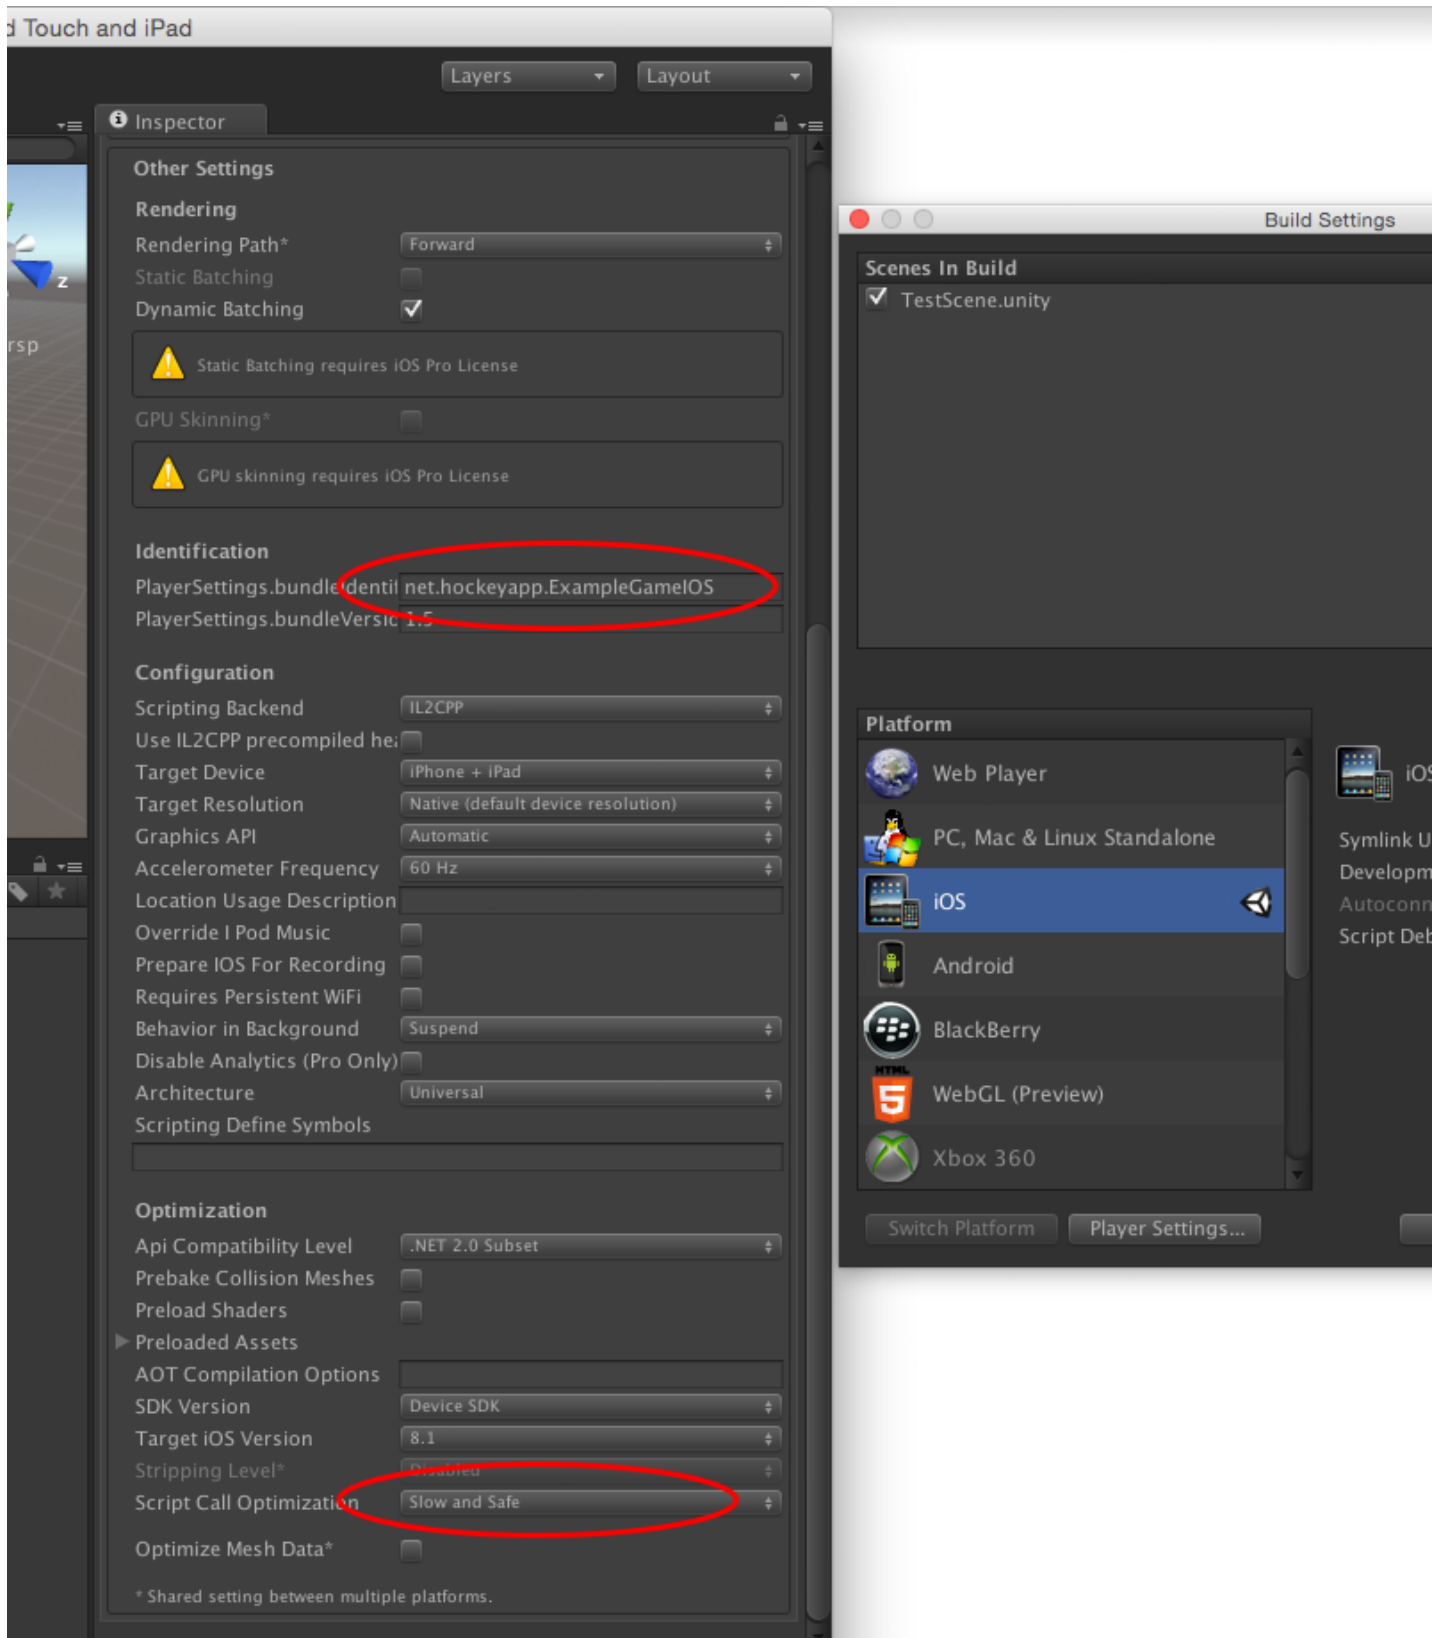 d Touch and iPad
Layers
Layout
Inspector
Other Settings
Rendering
Rendering Path* Forward
Static Batching
Dynamic Batching
Static Batching requires iOS Pro License
GPU Skinning*
GPU skinning requires iOS Pro License
Identification
PlayerSettings.bundleIdentif net.hockeyapp.ExampleGameIOS
PlayerSettings.bundleVersic 1.5
Configuration
Scripting Backend IL2CPP
Use IL2CPP precompiled hea
Target Device iPhone + iPad
Target Resolution Native (default device resolution)
Graphics API Automatic
Accelerometer Frequency 60 Hz
Location Usage Description
Override I Pod Music
Prepare IOS For Recording
Requires Persistent WiFi
Behavior in Background Suspend
Disable Analytics (Pro Only)
Architecture Universal
Scripting Define Symbols
Optimization
Api Compatibility Level .NET 2.0 Subset
Prebake Collision Meshes
Preload Shaders
Preloaded Assets
AOT Compilation Options
SDK Version Device SDK
Target iOS Version 8.1
Stripping Level* Disabled
Script Call Optimization Slow and Safe
Optimize Mesh Data*
* Shared setting between multiple platforms.
z
rsp
Build Settings
Scenes In Build
TestScene.unity
Platform
Web Player
PC, Mac & Linux Standalone
iOS
Android
BlackBerry
HTML
5
WebGL (Preview)
Xbox 360
Switch Platform
Player Settings...
iOS
Symlink U
Developm
Autoconn
Script Deb